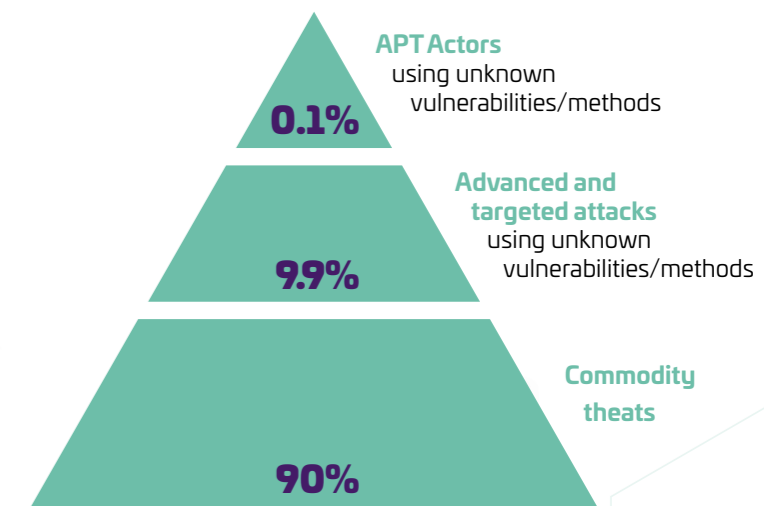 APT Actors
using unknown
vulnerabilities/methods
0.1%
Advanced and
targeted attacks
using unknown
vulnerabilities/methods
9.9%
Commodity
theats
90%